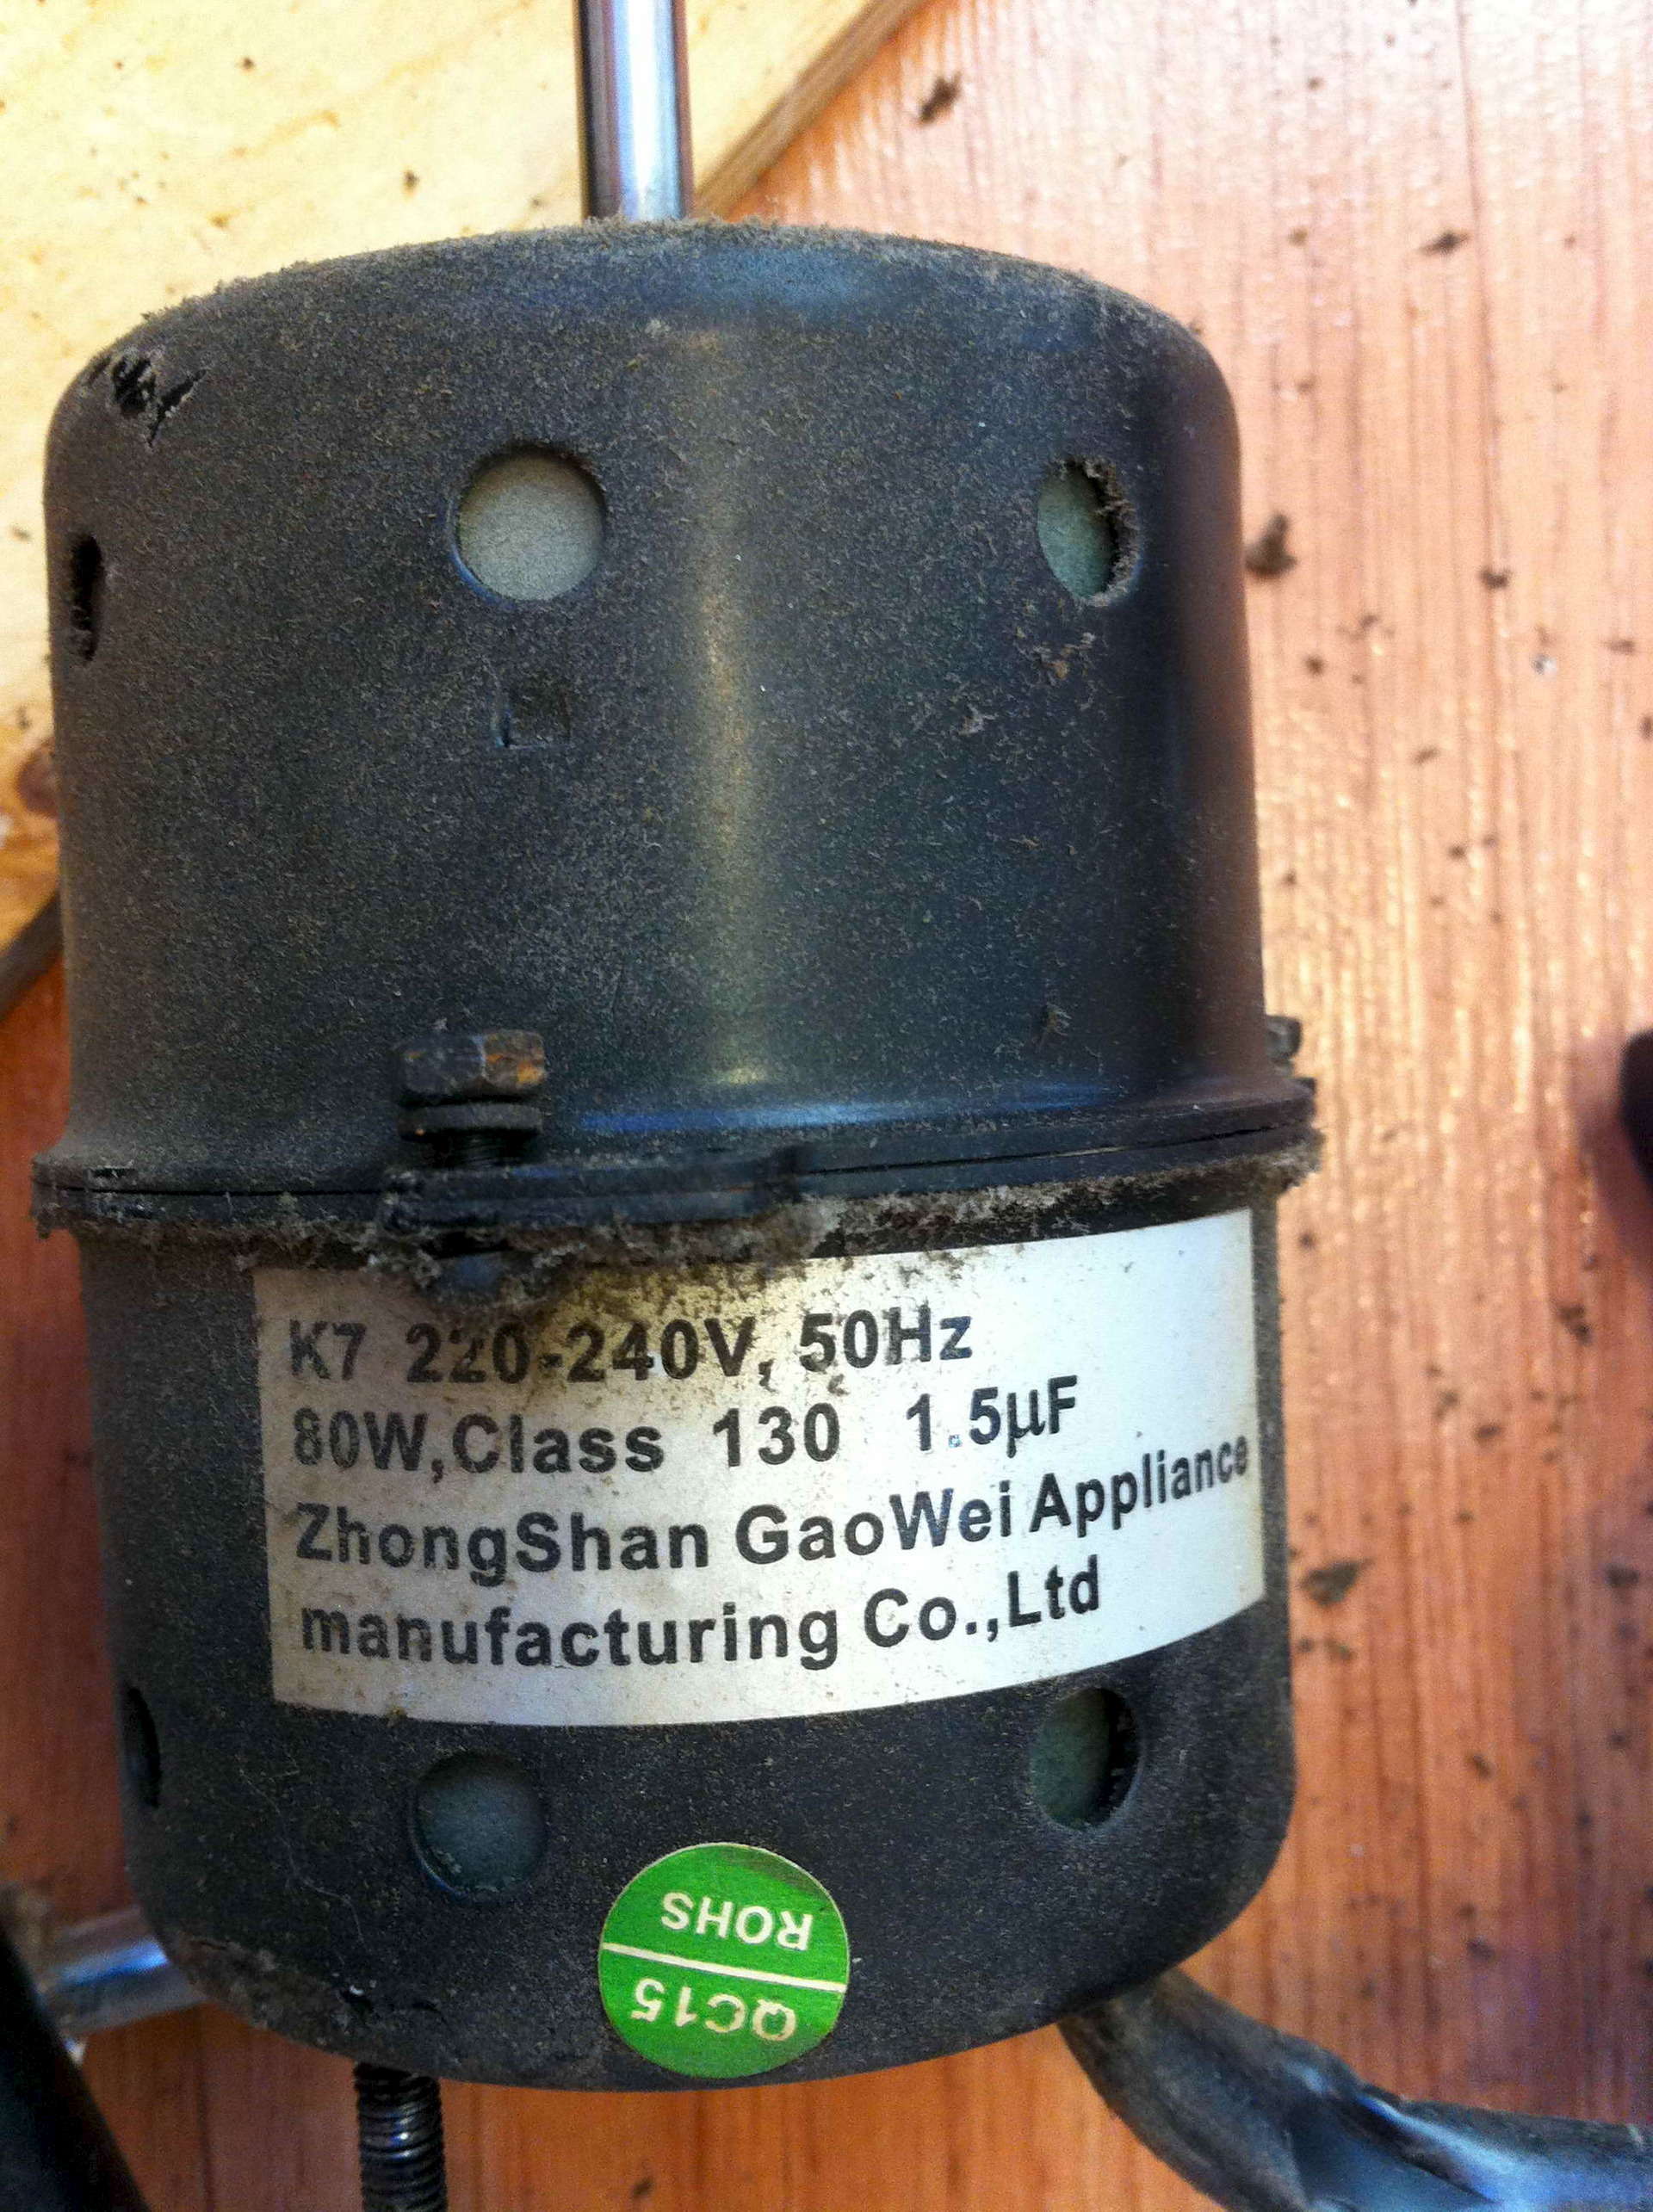 K7 220-240V, 50Hz
80W,Class 130 1.5µF
ZhongShan GaoWei Appliance
manufacturing Co.,Ltd
QC15
ROHS